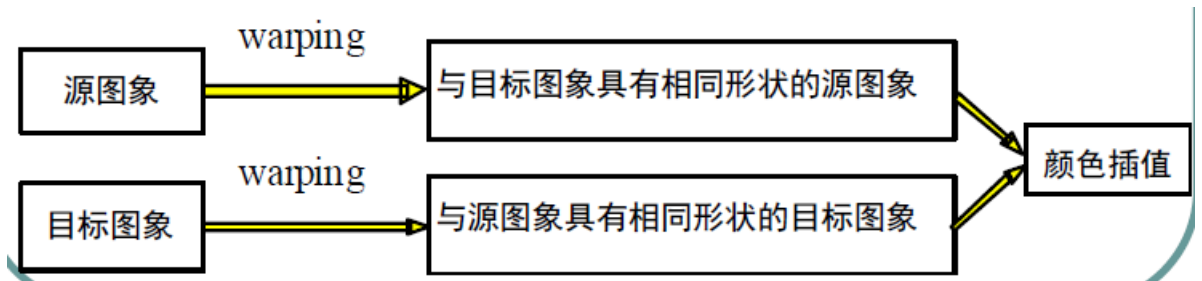 warping
源图象
与目标图象具有相同形状的源图象
颜色插值
warping
目标图象
与源图象具有相同形状的目标图象